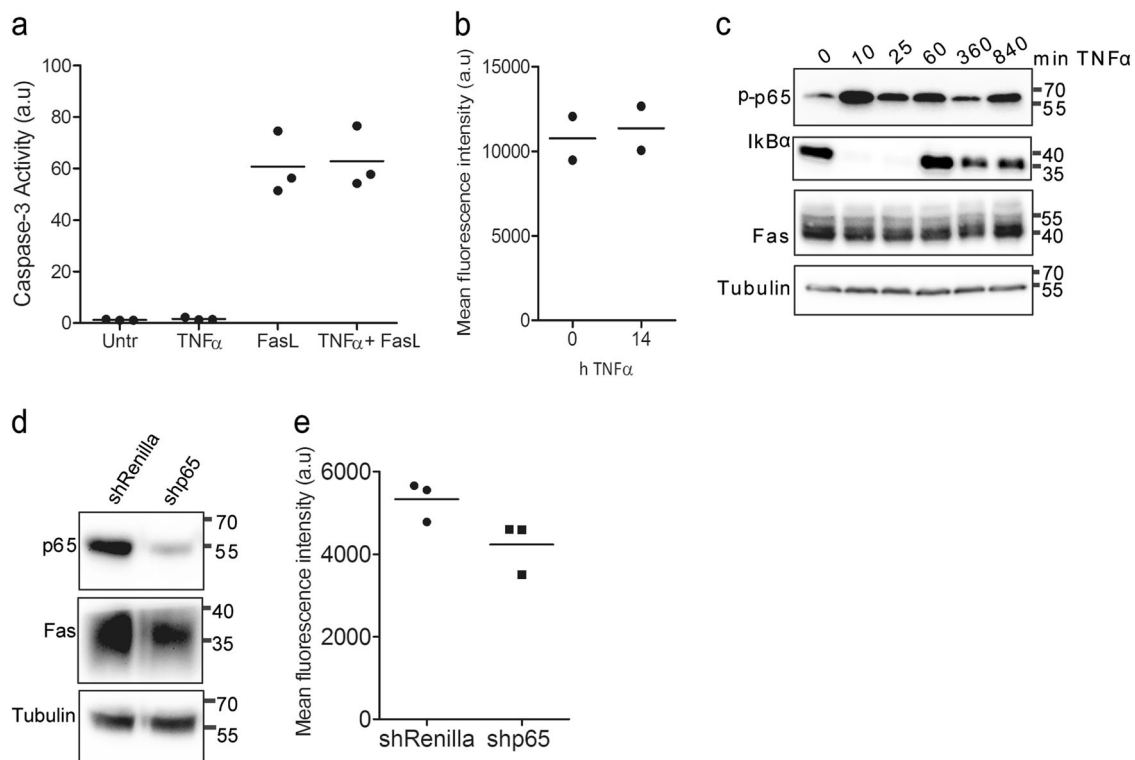 a
Caspase-3 Activity (a.u)
100
80
60
40
20
0
Untr TNFα FasL TNFα+ FasL
b
Mean fluorescence intensity (a.u)
15000
10000
5000
0
0 14
h TNFα
c
0 10 25 60 360 840 min TNFα
p-p65 70
55
IkBα 40
35
Fas 55
40
Tubulin 70
55
d
shRenilla shp65
p65 70
55
Fas 40
35
Tubulin 70
55
e
Mean fluorescence intensity (a.u)
6000
4000
2000
0
shRenilla shp65